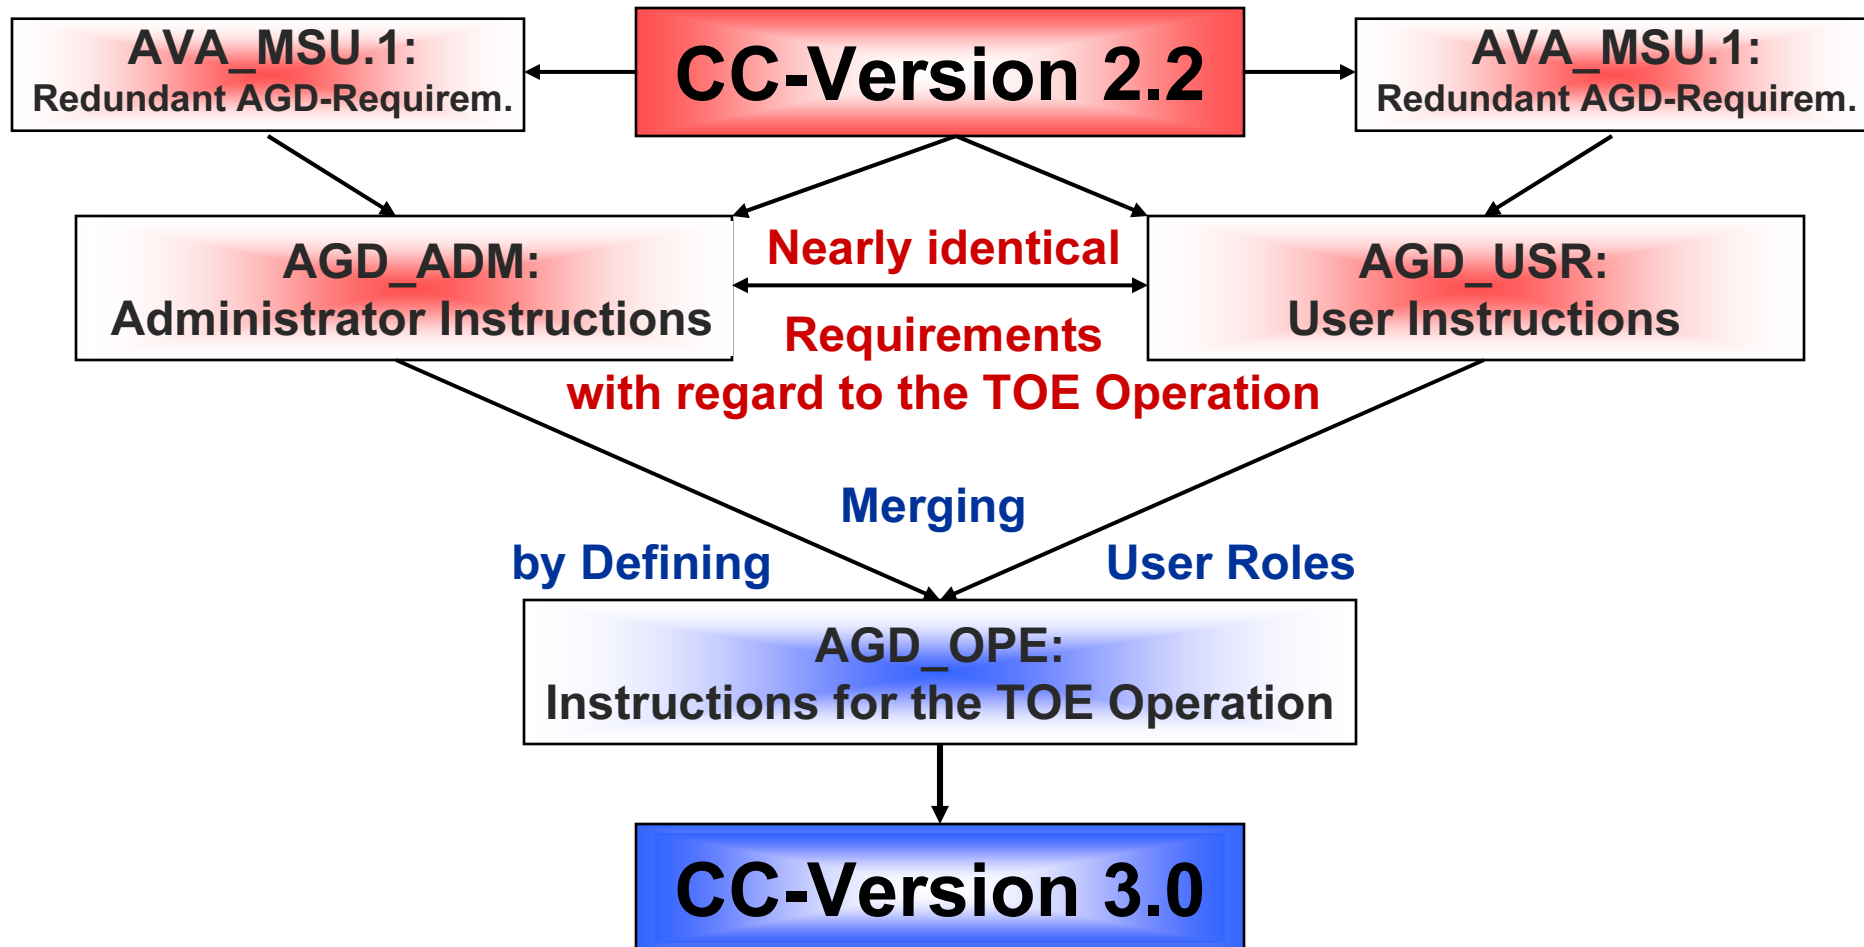 AVA_MSU.1:
Redundant AGD-Requirem.
CC-Version 2.2
AVA_MSU.1:
Redundant AGD-Requirem.
AGD_ADM:
Administrator Instructions
Nearly identical
Requirements
with regard to the TOE Operation
AGD_USR:
User Instructions
Merging
by Defining
User Roles
AGD_OPE:
Instructions for the TOE Operation
CC-Version 3.0